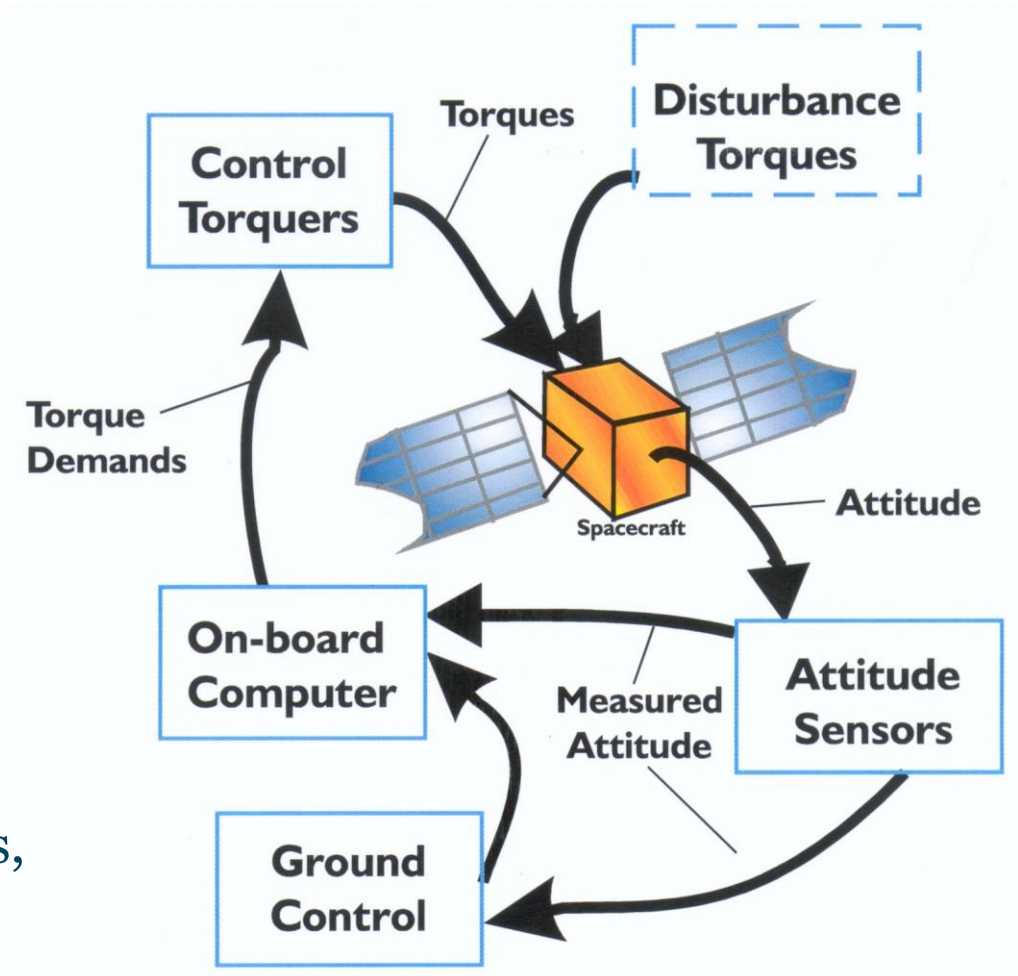 Disturbance
Torques
Torques
Control
Torquers
Torque
Demands
Attitude
Spacecraft
On-board
Computer
Measured
Attitude
Attitude
Sensors
Ground
Control
s,